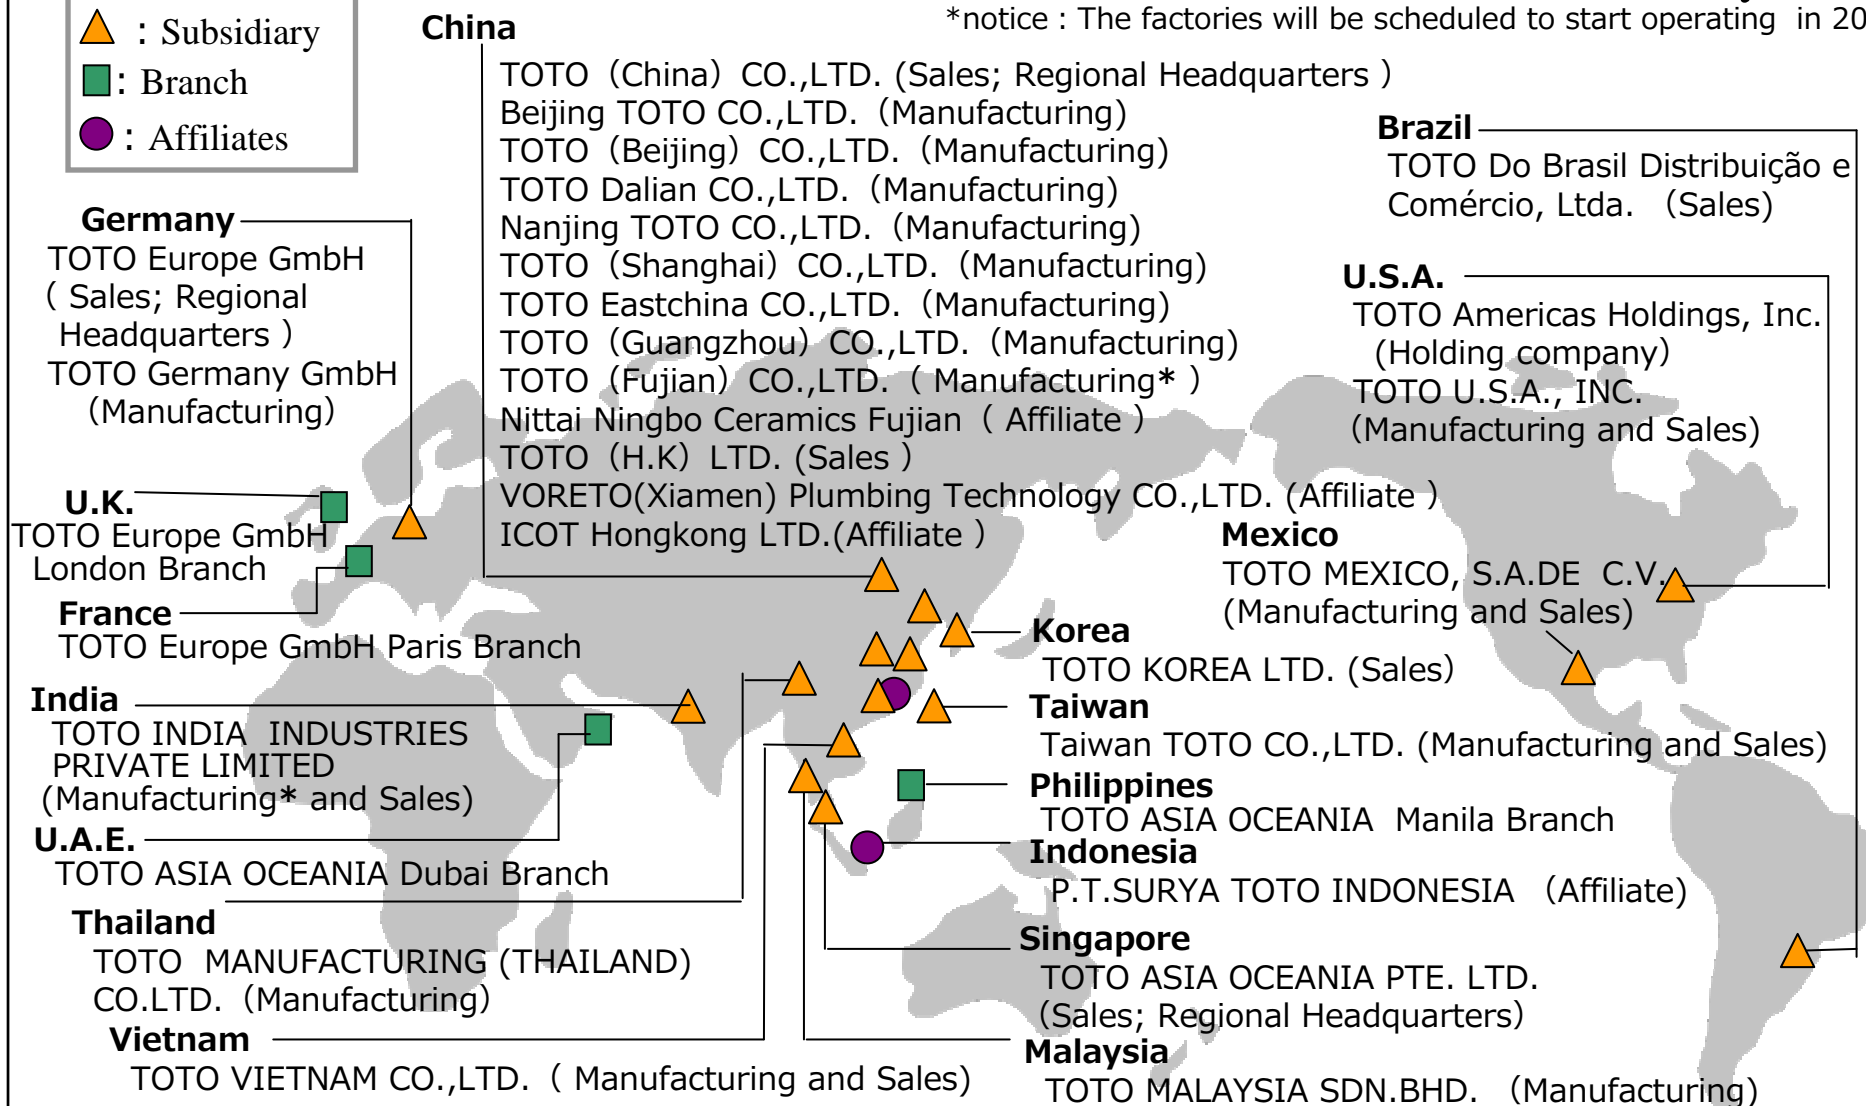 *notice : The factories will be scheduled to start operating in 20
: Subsidiary
: Branch
: Affiliates
China
TOTO（China）CO.,LTD. (Sales; Regional Headquarters )
Beijing TOTO CO.,LTD.（Manufacturing)
TOTO（Beijing）CO.,LTD.（Manufacturing)
TOTO Dalian CO.,LTD.（Manufacturing)
Nanjing TOTO CO.,LTD.（Manufacturing)
TOTO（Shanghai）CO.,LTD.（Manufacturing)
TOTO Eastchina CO.,LTD.（Manufacturing)
TOTO（Guangzhou）CO.,LTD.（Manufacturing)
TOTO（Fujian）CO.,LTD.（ Manufacturing* ）
Nittai Ningbo Ceramics Fujian（ Affiliate ）
TOTO（H.K）LTD. (Sales )
VORETO(Xiamen) Plumbing Technology CO.,LTD. (Affiliate )
ICOT Hongkong LTD.(Affiliate )
Brazil
TOTO Do Brasil Distribuição e
Comércio, Ltda. （Sales)
U.S.A.
TOTO Americas Holdings, Inc.
(Holding company)
TOTO U.S.A., INC.
(Manufacturing and Sales)
Germany
TOTO Europe GmbH
（ Sales; Regional
Headquarters ）
TOTO Germany GmbH
（Manufacturing)
U.K.
TOTO Europe GmbH
London Branch
France
TOTO Europe GmbH Paris Branch
India
TOTO INDIA INDUSTRIES
PRIVATE LIMITED
(Manufacturing* and Sales)
U.A.E.
TOTO ASIA OCEANIA Dubai Branch
Thailand
TOTO MANUFACTURING (THAILAND)
CO.LTD.（Manufacturing)
Vietnam
TOTO VIETNAM CO.,LTD.（ Manufacturing and Sales)
Mexico
TOTO MEXICO, S.A.DE C.V.
(Manufacturing and Sales)
Korea
TOTO KOREA LTD. (Sales)
Taiwan
Taiwan TOTO CO.,LTD. (Manufacturing and Sales)
Philippines
TOTO ASIA OCEANIA Manila Branch
Indonesia
P.T.SURYA TOTO INDONESIA （Affiliate)
Singapore
TOTO ASIA OCEANIA PTE. LTD.
(Sales; Regional Headquarters)
Malaysia
TOTO MALAYSIA SDN.BHD. （Manufacturing)